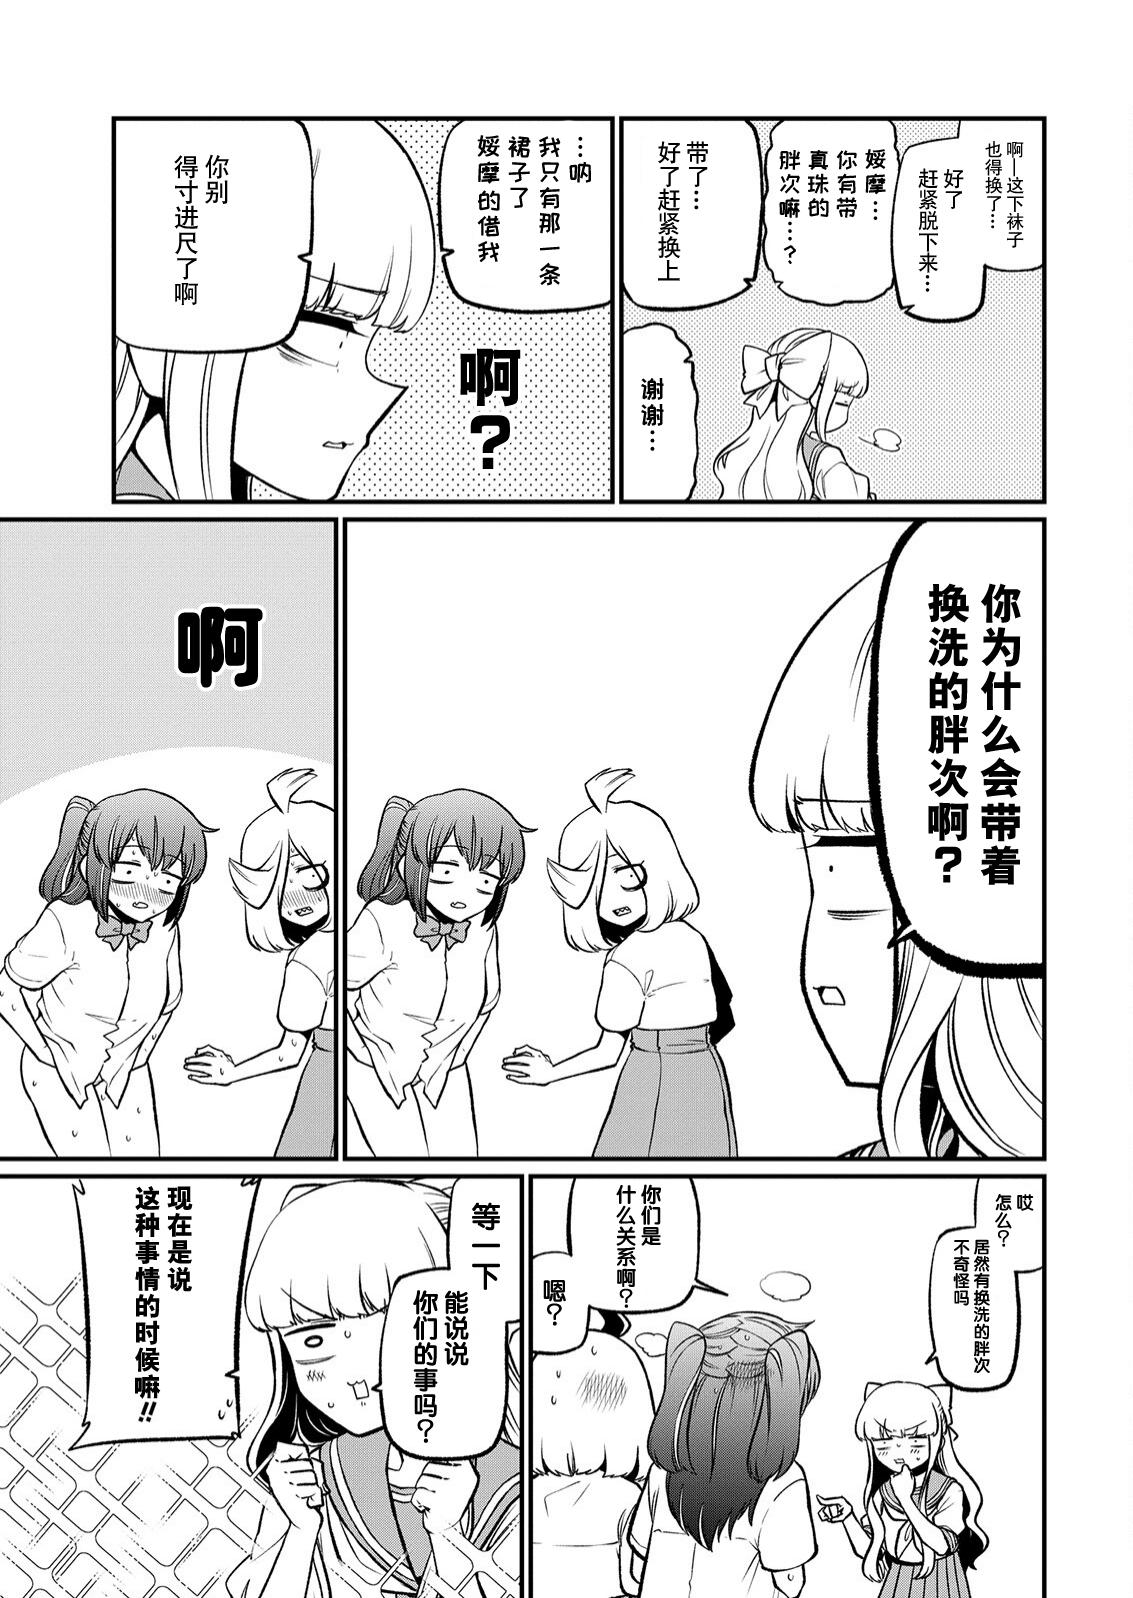 啊—这下袜子
也得换了…
好了
赶紧脱下来…
婑摩…
你有带
真珠的
胖次嘛…？
带了…
好了赶紧换上
谢谢…
…呐
我只有那一条
裙子了
婑摩的借我
啊？
你别
得寸进尺了啊
你为什么会带着
换洗的胖次啊？
啊
哎
怎么？
居然有换洗的胖次
不奇怪吗
你们是
什么关系啊？
嗯？
等一下
能说说
你们的事吗？
现在是说
这种事情的时候嘛!!